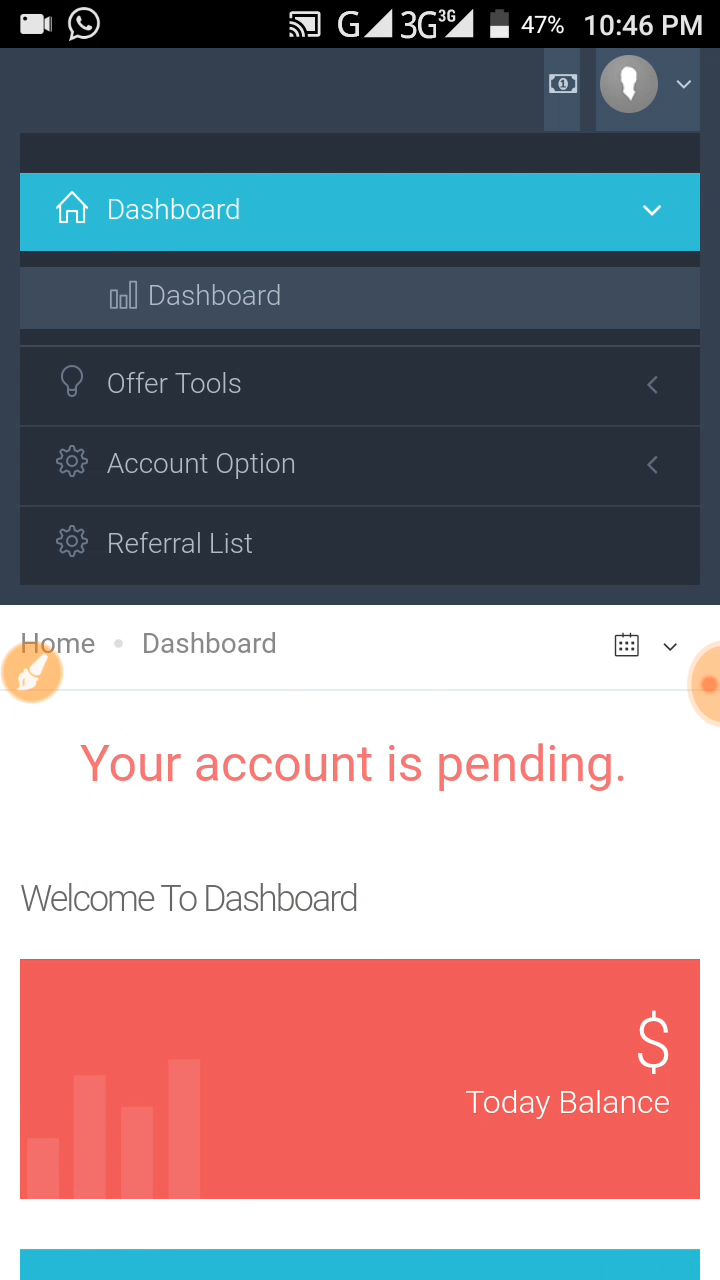 G 3G 3G 47% 10:46 PM
1
Dashboard
Dashboard
Offer Tools
Account Option
Referral List
Home • Dashboard
Your account is pending.
Welcome To Dashboard
$
Today Balance